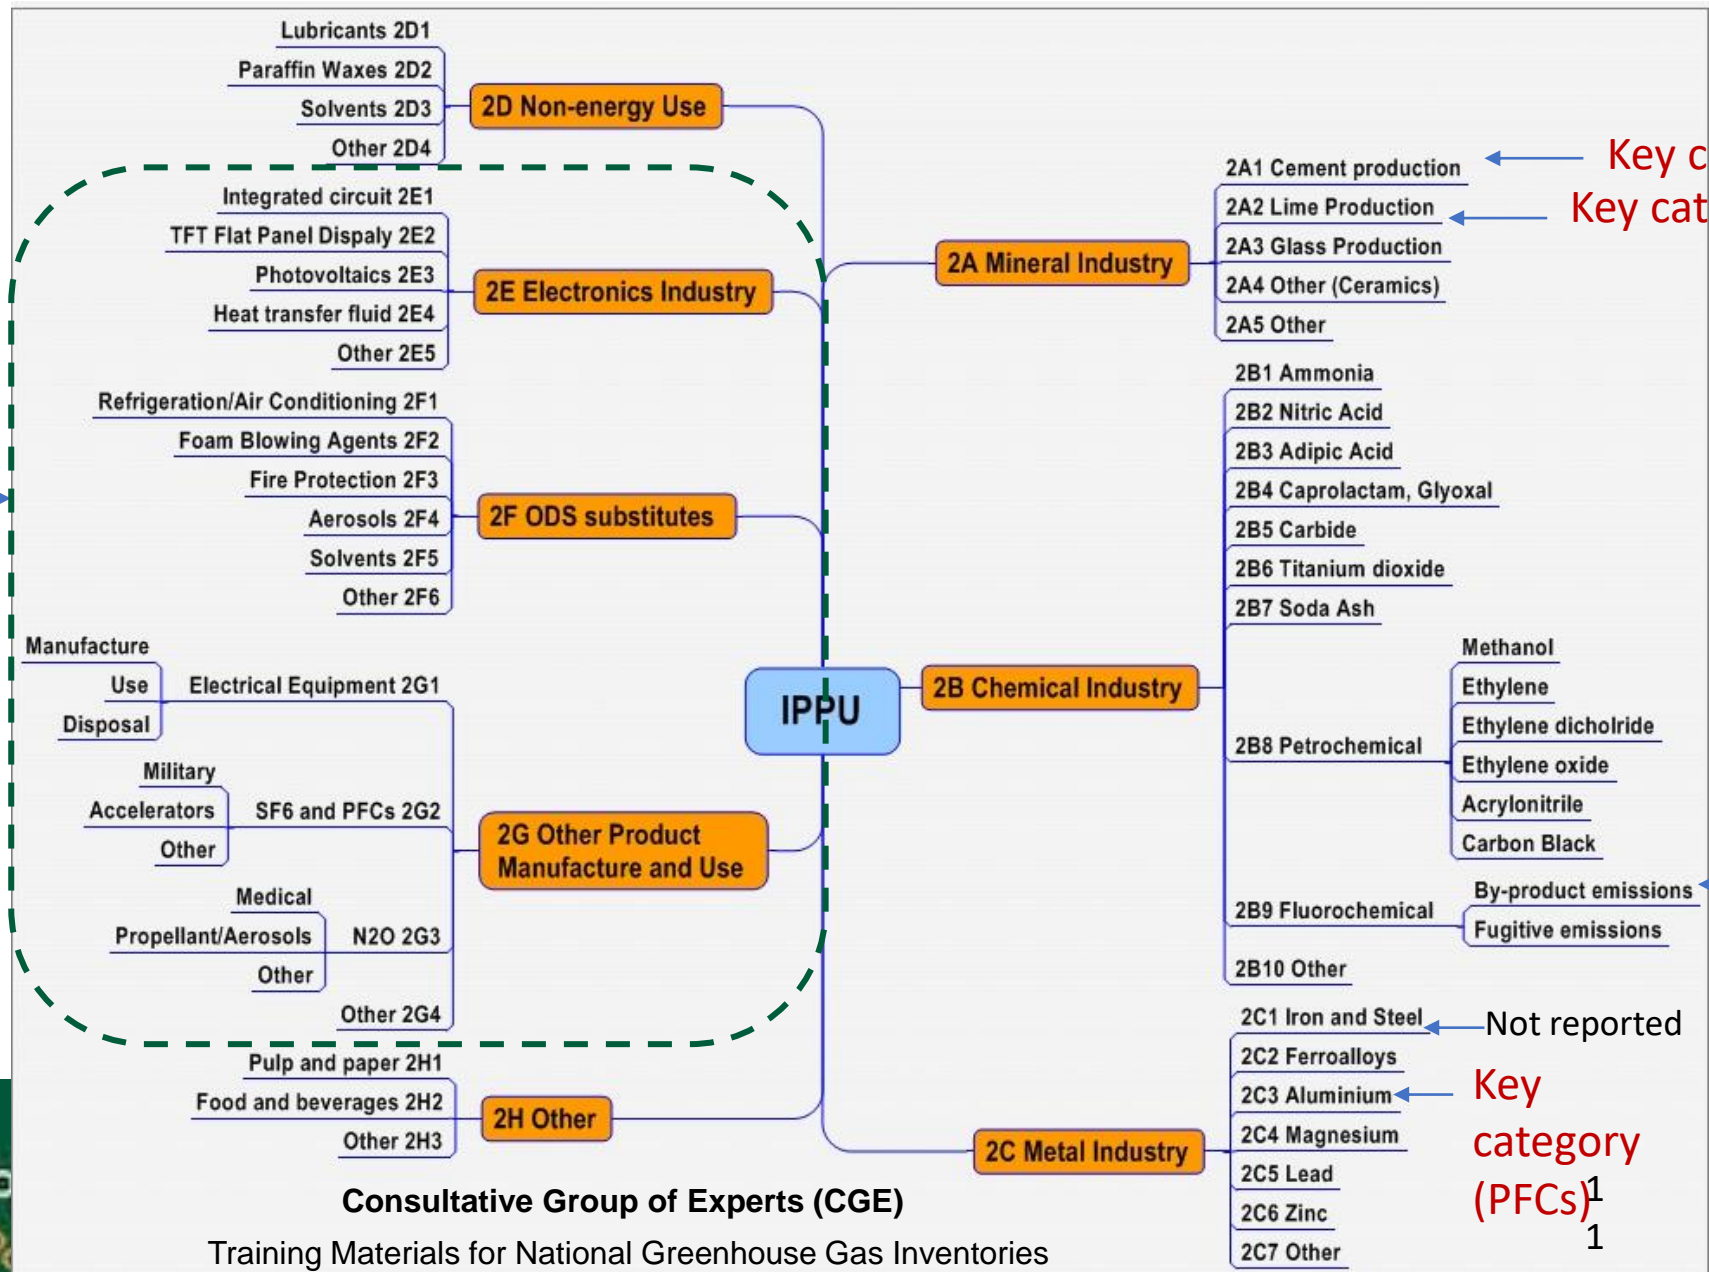 Lubricants 2D1
Paraffin Waxes 2D2
Solvents 2D3
Other 2D4
2D Non-energy Use
Integrated circuit 2E1
TFT Flat Panel Dispaly 2E2
Photovoltaics 2E3
Heat transfer fluid 2E4
Other 2E5
2E Electronics Industry
Refrigeration/Air Conditioning 2F1
Foam Blowing Agents 2F2
Fire Protection 2F3
Aerosols 2F4
Solvents 2F5
Other 2F6
2F ODS substitutes
Manufacture
Use
Disposal
Electrical Equipment 2G1
Military
Accelerators
Other
SF6 and PFCs 2G2
Medical
Propellant/Aerosols
Other
N2O 2G3
Other 2G4
2G Other Product
Manufacture and Use
Pulp and paper 2H1
Food and beverages 2H2
Other 2H3
2H Other
IPPU
2A Mineral Industry
2A1 Cement production
Key c
2A2 Lime Production
Key cat
2A3 Glass Production
2A4 Other (Ceramics)
2A5 Other
2B Chemical Industry
2B1 Ammonia
2B2 Nitric Acid
2B3 Adipic Acid
2B4 Caprolactam, Glyoxal
2B5 Carbide
2B6 Titanium dioxide
2B7 Soda Ash
2B8 Petrochemical
Methanol
Ethylene
Ethylene dicholride
Ethylene oxide
Acrylonitrile
Carbon Black
2B9 Fluorochemical
By-product emissions
Fugitive emissions
2B10 Other
2C Metal Industry
2C1 Iron and Steel
Not reported
2C2 Ferroalloys
2C3 Aluminium
Key
category
(PFCs)
2C4 Magnesium
2C5 Lead
2C6 Zinc
2C7 Other
Consultative Group of Experts (CGE)
Training Materials for National Greenhouse Gas Inventories
1
1